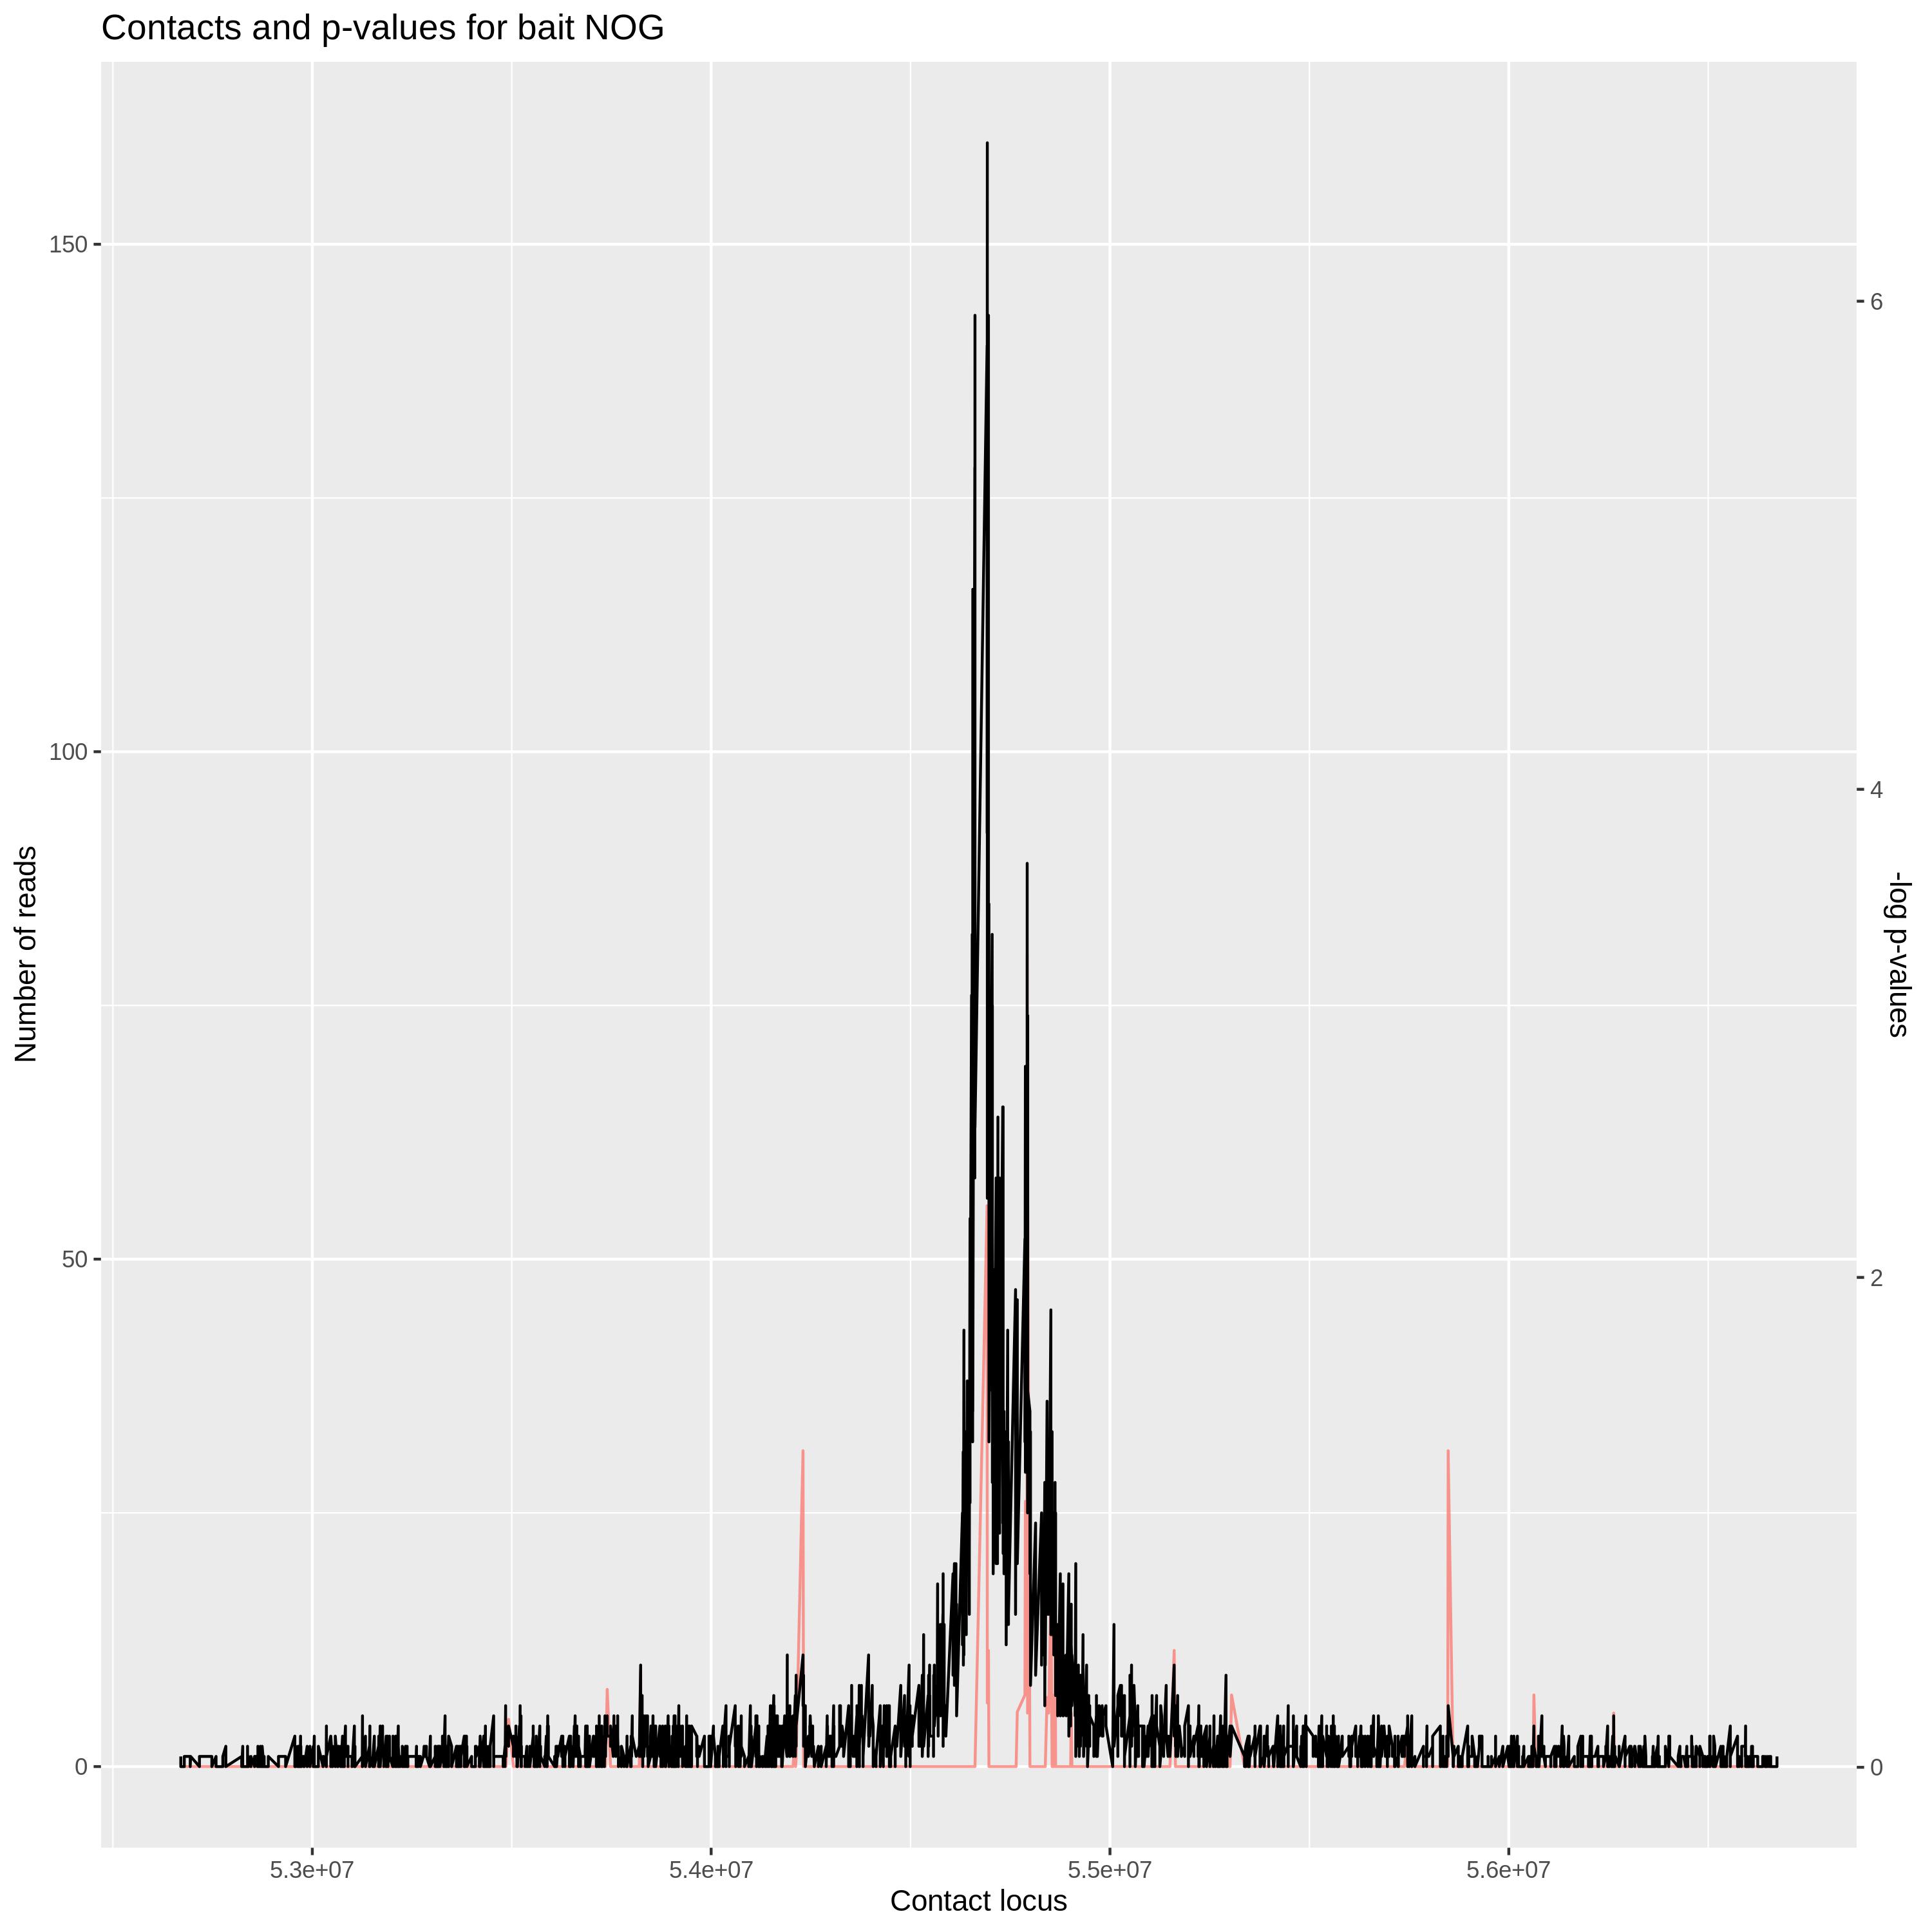 Contacts and p-values for bait NOG
150
100
50
0
Number of reads
6
4
2
0
-log p-values
5.3e+07
5.4e+07
5.5e+07
5.6e+07
Contact locus